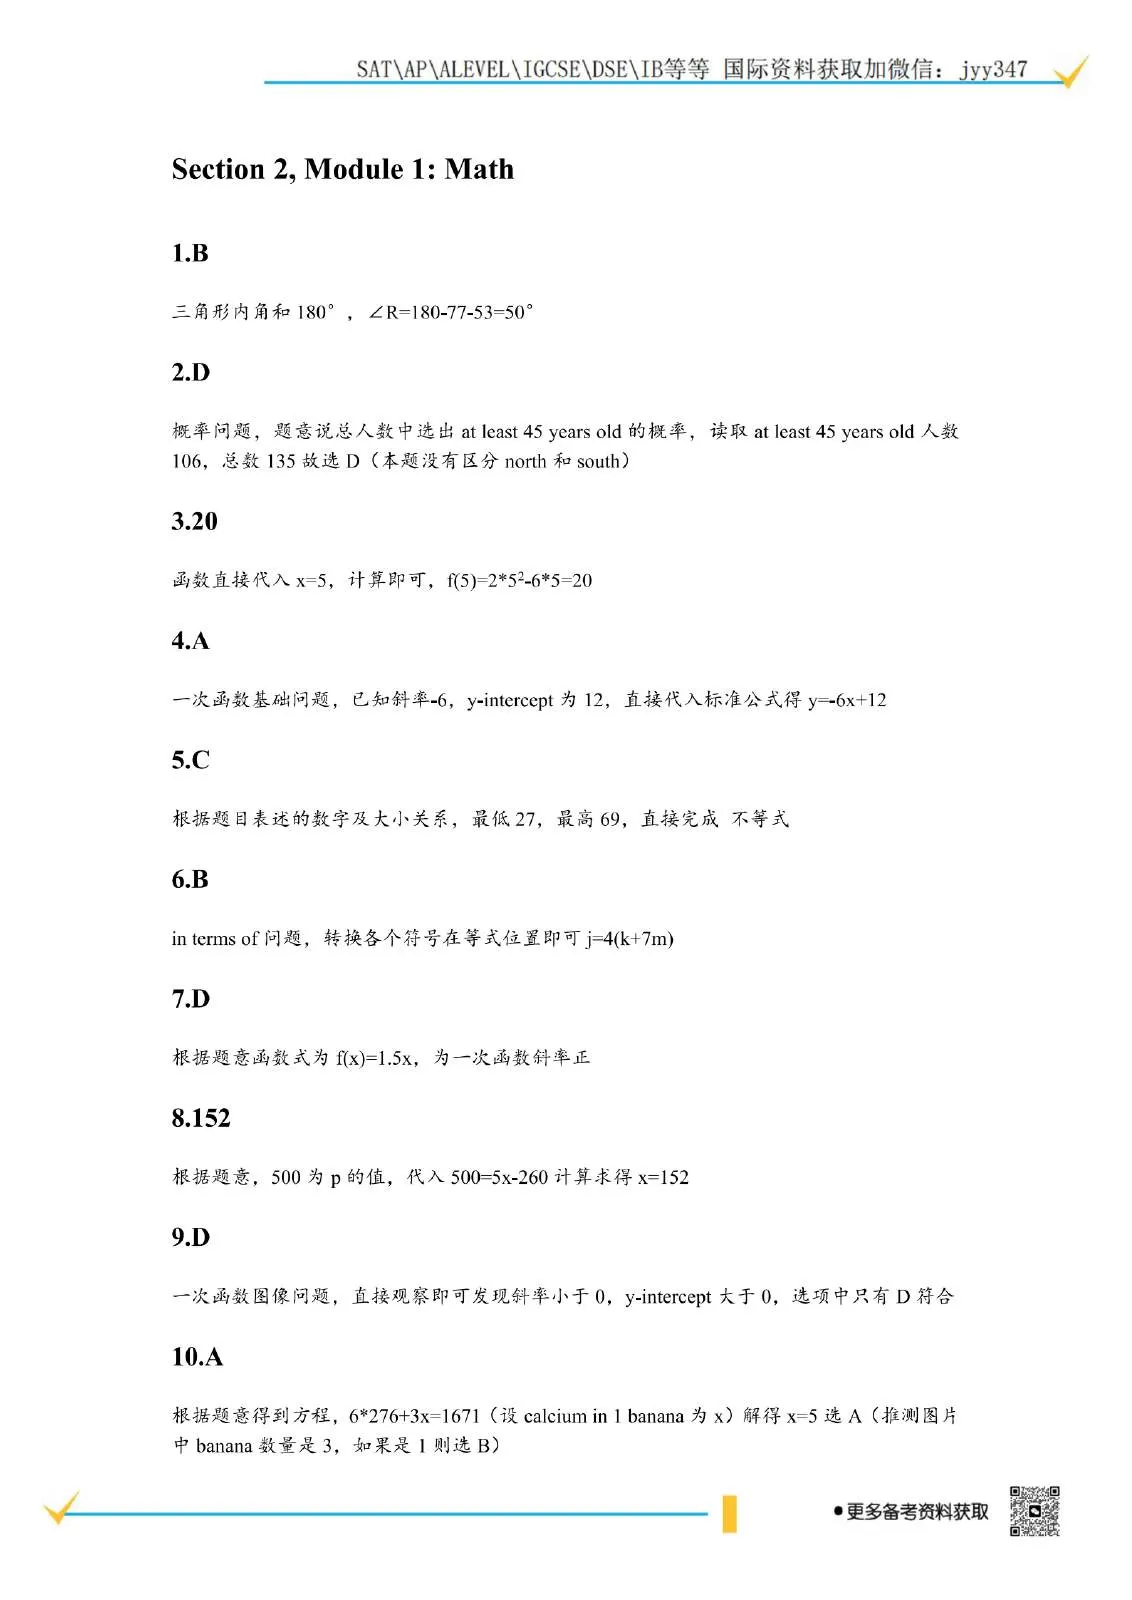 SAT\AP\ALEVEL\IGCSE\DSE\IB等等 国际资料获取加微信：jyy347
Section 2, Module 1: Math
1.B
三角形内角和 180°，∠R=180-77-53=50°
2.D
概率问题，题意说总人数中选出 at least 45 years old 的概率，读取 at least 45 years old 人数
106，总数 135 故选 D（本题没有区分 north 和 south）
3.20
函数直接代入 x=5，计算即可，f(5)=2*5²-6*5=20
4.A
一次函数基础问题，已知斜率-6，y-intercept 为 12，直接代入标准公式得 y=-6x+12
5.C
根据题目表述的数字及大小关系，最低 27，最高 69，直接完成 不等式
6.B
in terms of 问题，转换各个符号在等式位置即可 j=4(k+7m)
7.D
根据题意函数式为 f(x)=1.5x，为一次函数斜率正
8.152
根据题意，500 为 p 的值，代入 500=5x-260 计算求得 x=152
9.D
一次函数图像问题，直接观察即可发现斜率小于 0，y-intercept 大于 0，选项中只有 D 符合
10.A
根据题意得到方程，6*276+3x=1671（设 calcium in 1 banana 为 x）解得 x=5 选 A（推测图片
中 banana 数量是 3，如果是 1 则选 B）
•更多备考资料获取